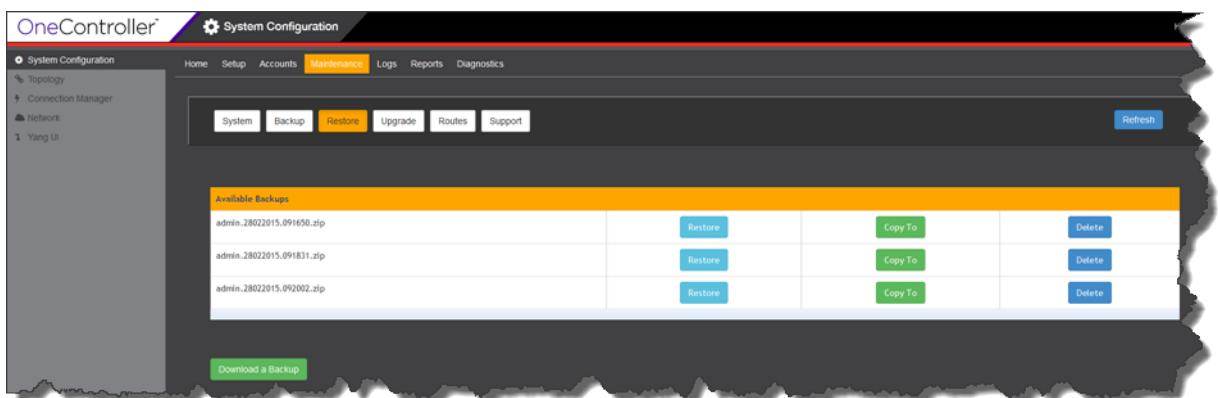 OneController™
System Configuration
System Configuration
Topology
Connection Manager
Network
Yang UI
Home Setup Accounts Maintenance Logs Reports Diagnostics
System Backup Restore Upgrade Routes Support Refresh
Available Backups
admin.28022015.091650.zip Restore Copy To Delete
admin.28022015.091831.zip Restore Copy To Delete
admin.28022015.092002.zip Restore Copy To Delete
Download a Backup